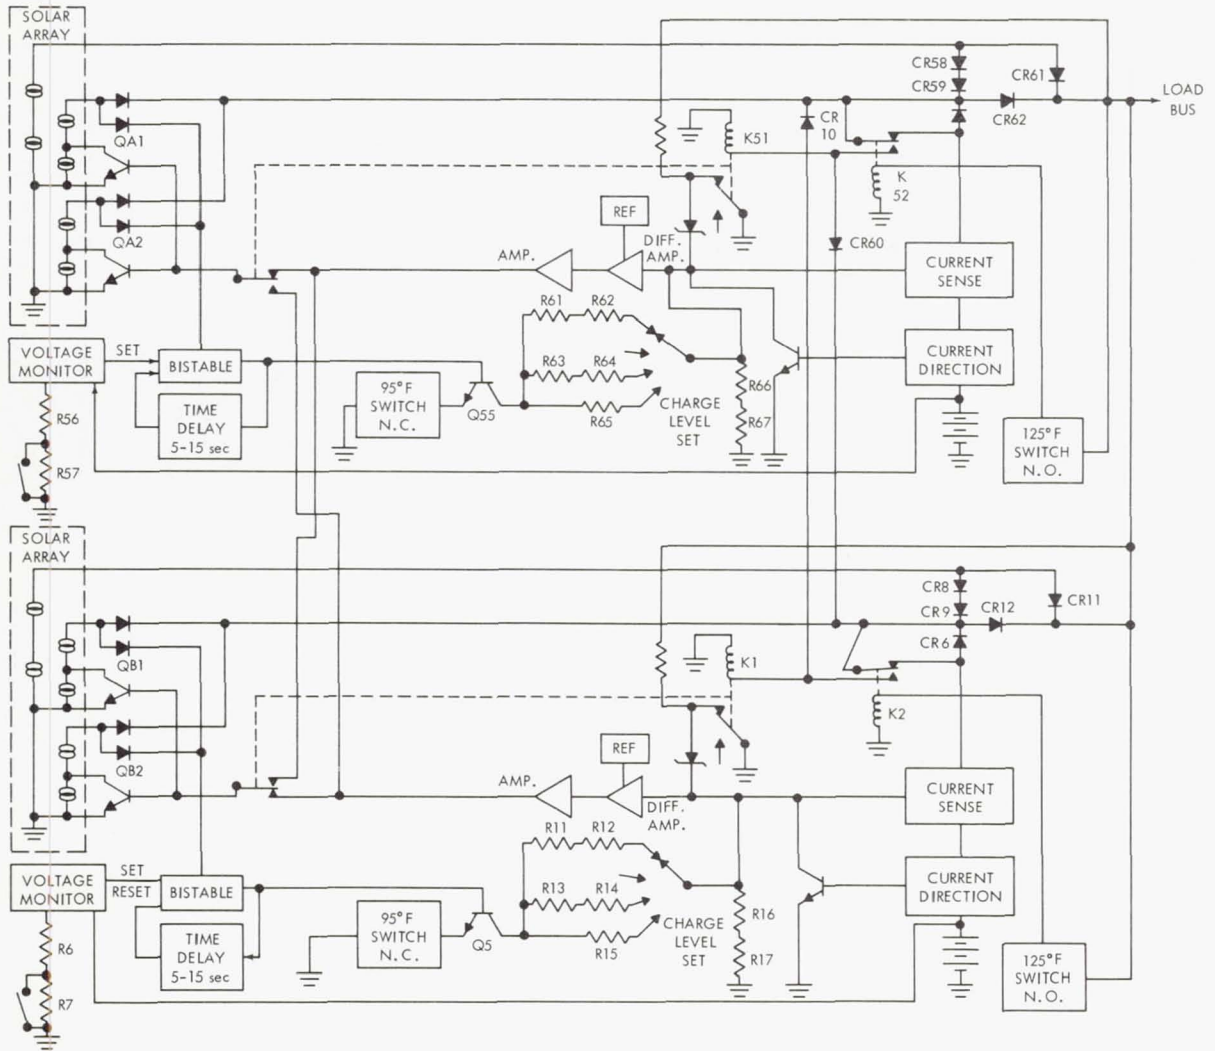 SOLAR
ARRAY
CR58
CR59
CR61
LOAD
BUS
CR62
QA1
CR
10
K51
K
52
QA2
REF
CR60
AMP.
DIFF.
AMP.
CURRENT
SENSE
R61 R62
VOLTAGE
MONITOR
SET
BISTABLE
CURRENT
DIRECTION
R63 R64
R56
TIME
DELAY
5-15 sec
95°F
SWITCH
N.C.
Q55
R65
CHARGE
LEVEL
SET
R66
R67
125°F
SWITCH
N.O.
R57
SOLAR
ARRAY
CR8
CR9
CR12
CR11
CR6
QB1
K1
K2
QB2
REF
AMP.
DIFF.
AMP.
CURRENT
SENSE
R11 R12
VOLTAGE
MONITOR
SET
RESET
BISTABLE
CURRENT
DIRECTION
R13 R14
R6
TIME
DELAY
5-15 sec
95°F
SWITCH
N.C.
Q5
R15
CHARGE
LEVEL
SET
R16
R17
125°F
SWITCH
N.O.
R7